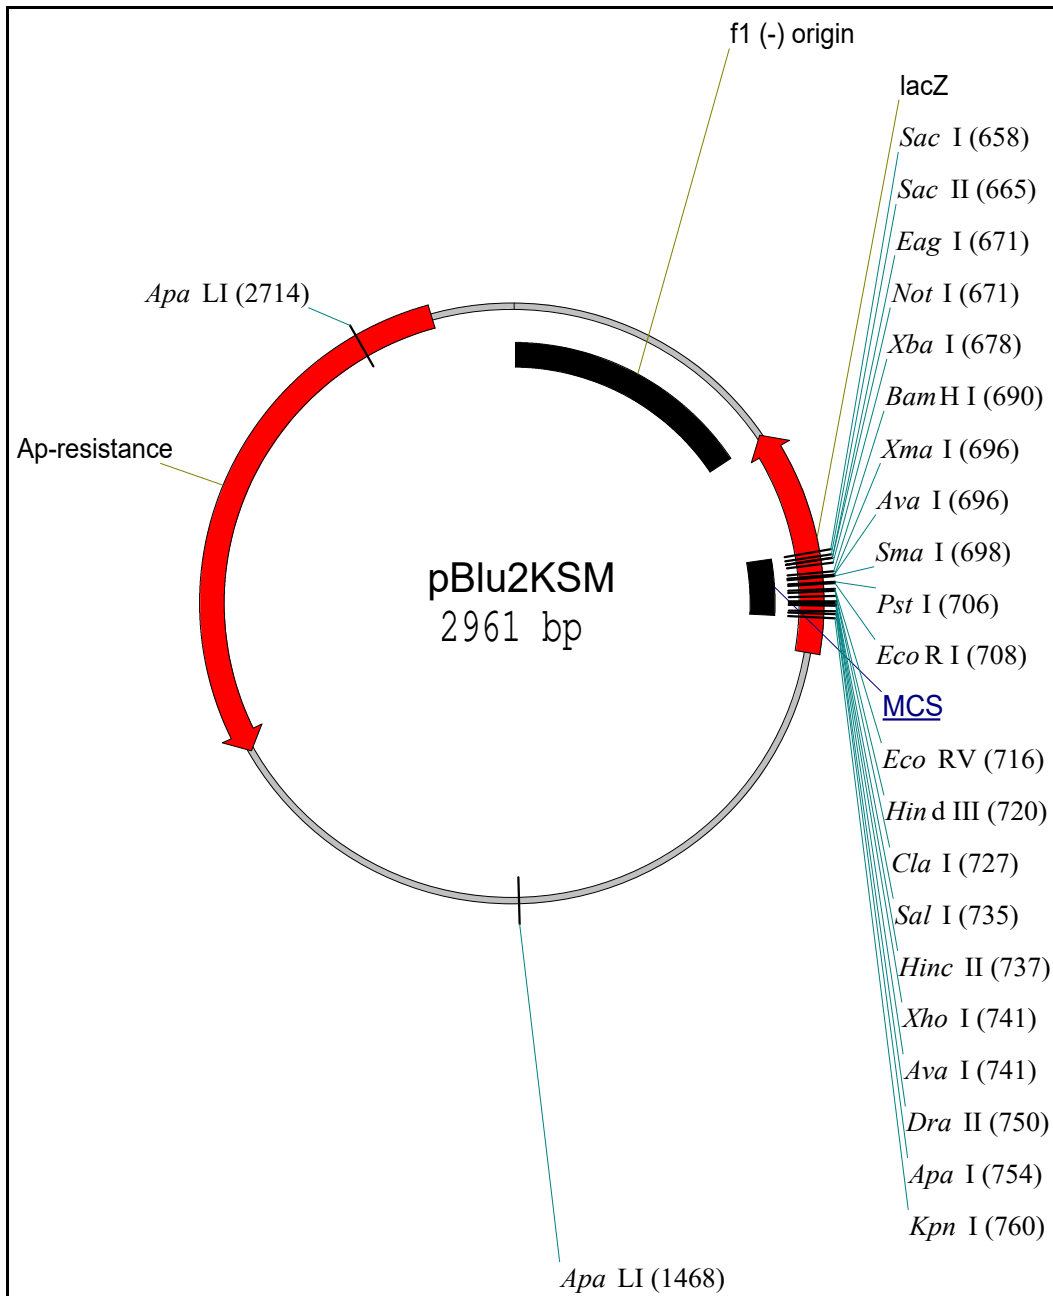 f1 (-) origin
lacZ
Sac I (658)
Sac II (665)
Eag I (671)
Not I (671)
Xba I (678)
BamH I (690)
Xma I (696)
Ava I (696)
Sma I (698)
Pst I (706)
EcoR I (708)
MCS
Eco RV (716)
Hind III (720)
Cla I (727)
Sal I (735)
Hinc II (737)
Xho I (741)
Ava I (741)
Dra II (750)
Apa I (754)
Kpn I (760)
Apa LI (1468)
Apa LI (2714)
Ap-resistance
pBlu2KSM
2961 bp